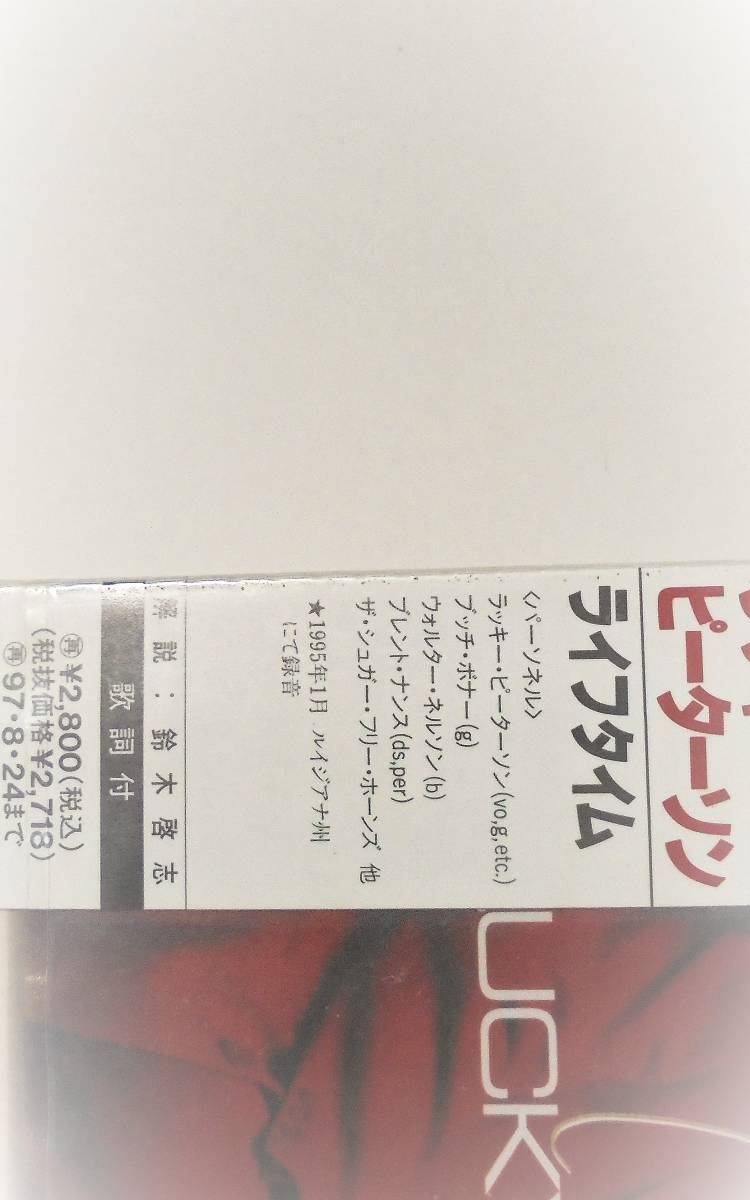 ピーターソン
ライフタイム
〈パーソネル〉
ラッキー・ピーターソン(vo,g,etc.)
ブッチ・ボナー(g)
ウォルター・ネルソン(b)
ブレント・ナンス(ds,per)
ザ・シュガー・フリー・ホーンズ 他
★1995年1月 ルイジアナ州
にて録音
解説：鈴木啓志
歌詞付
㊢¥2,800(税込)
(税抜価格¥2,718)
㊢97・8・24まで
UCKY